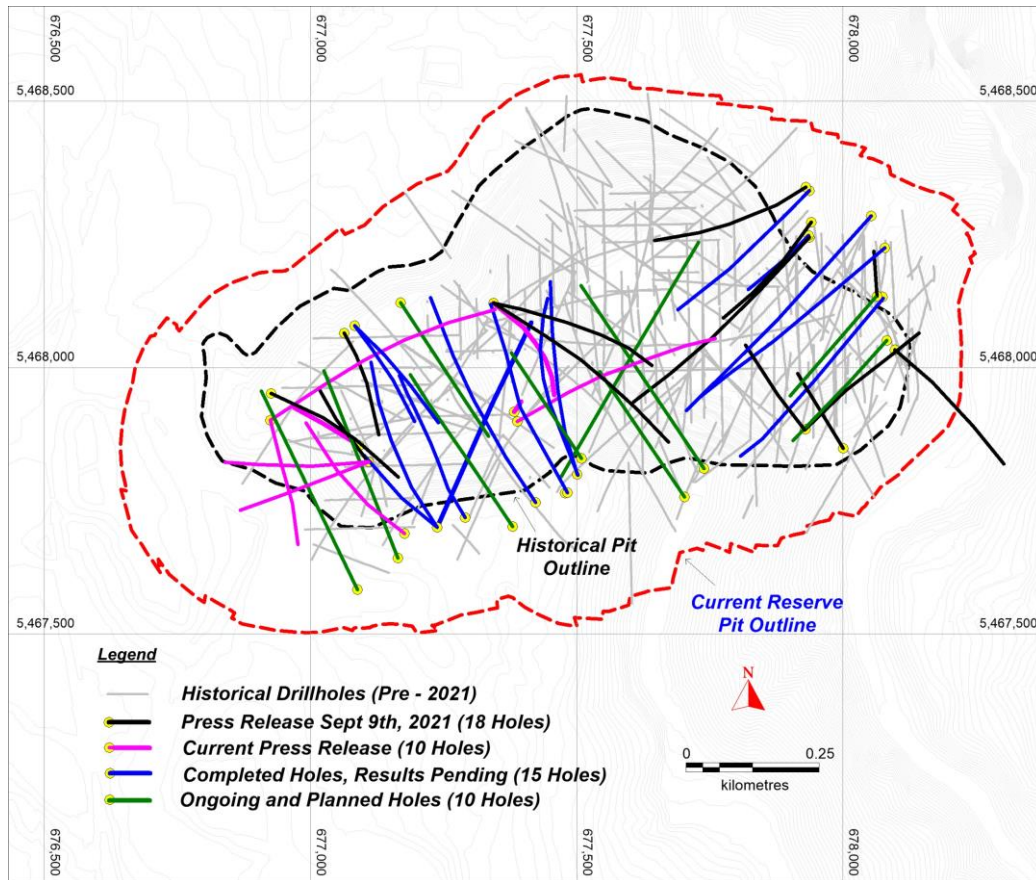 676,500
677,000
677,500
678,000
5,468,500
5,468,500
5,468,000
5,468,000
Historical Pit
Outline
Current Reserve
Pit Outline
5,467,500
5,467,500
Legend
Historical Drillholes (Pre - 2021)
Press Release Sept 9th, 2021 (18 Holes)
Current Press Release (10 Holes)
Completed Holes, Results Pending (15 Holes)
Ongoing and Planned Holes (10 Holes)
N
0
0.25
kilometres
676,500
677,000
677,500
678,000